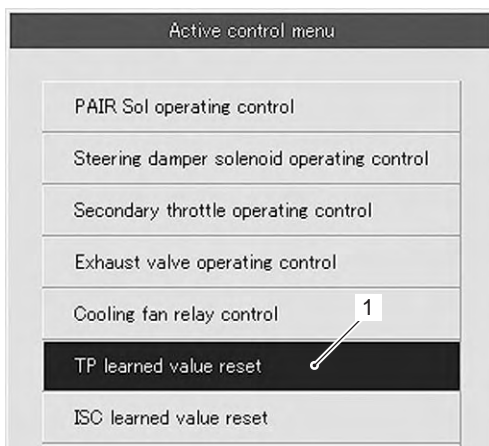 Active control menu
PAIR Sol operating control
Steering damper solenoid operating control
Secondary throttle operating control
Exhaust valve operating control
Cooling fan relay control
1
TP learned value reset
ISC learned value reset